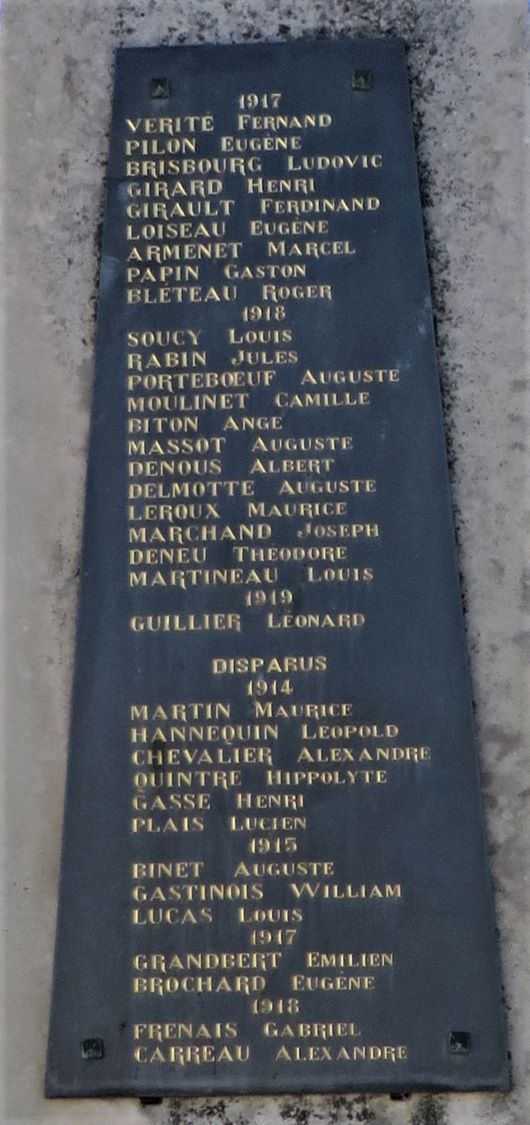 1917
VERITÉ FERNAND
PILON EUGÈNE
BRISBOURG LUDOVIC
GIRARD HENRI
GIRAULT FERDINAND
LOISEAU EUGÈNE
ARMENET MARCEL
PAPIN GASTON
BLÉTEAU ROGER
1918
SOUCY LOUIS
RABIN JULES
PORTEBŒUF AUGUSTE
MOULINET CAMILLE
BITON ANGE
MASSOT AUGUSTE
DENOUS ALBERT
DELMOTTE AUGUSTE
LEROUX MAURICE
MARCHAND JOSEPH
DENEU THÉODORE
MARTINEAU LOUIS
1919
GUILLIER LÉONARD
DISPARUS
1914
MARTIN MAURICE
HANNEQUIN LÉOPOLD
CHEVALIER ALEXANDRE
QUINTRE HIPPOLYTE
GASSE HENRI
PLAIS LUCIEN
1915
BINET AUGUSTE
GASTINOIS WILLIAM
LUCAS LOUIS
1917
GRANDBERT EMILIEN
BROCHARD EUGÈNE
1918
FRENAIS GABRIEL
CARREAU ALEXANDRE